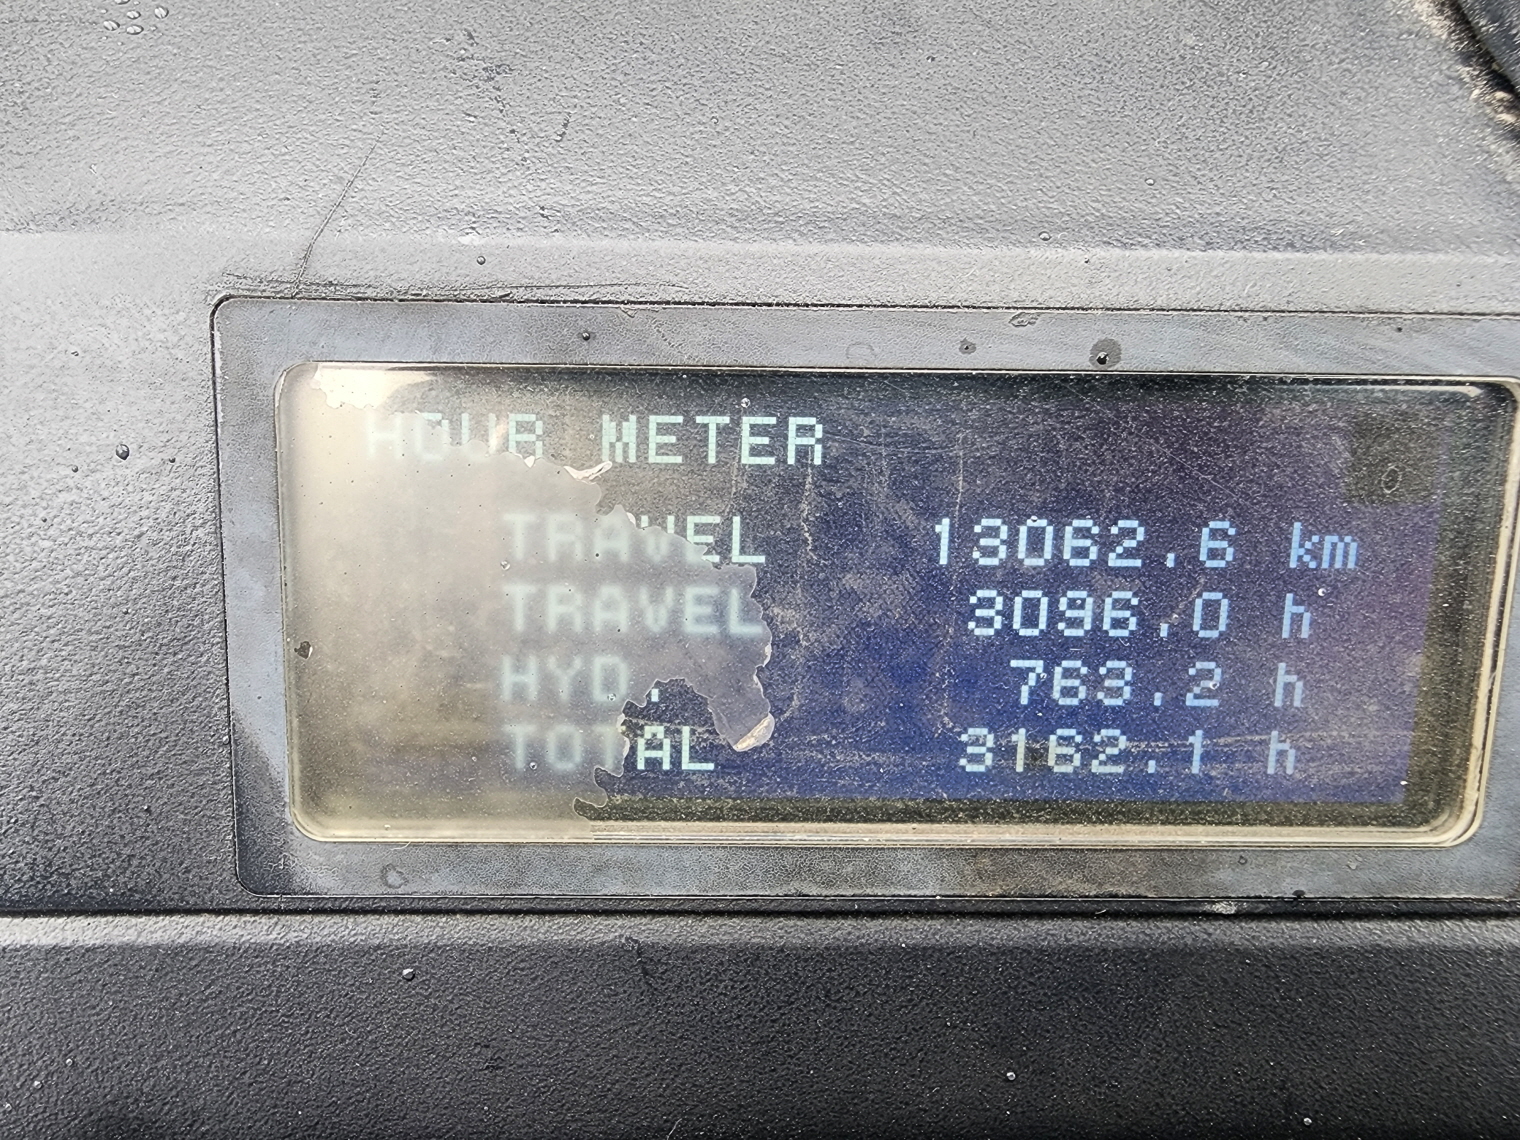 HOUR METER
TRAVEL 13062.6 km
TRAVEL 3096.0 h
HYD. 763.2 h
TOTAL 3162.1 h